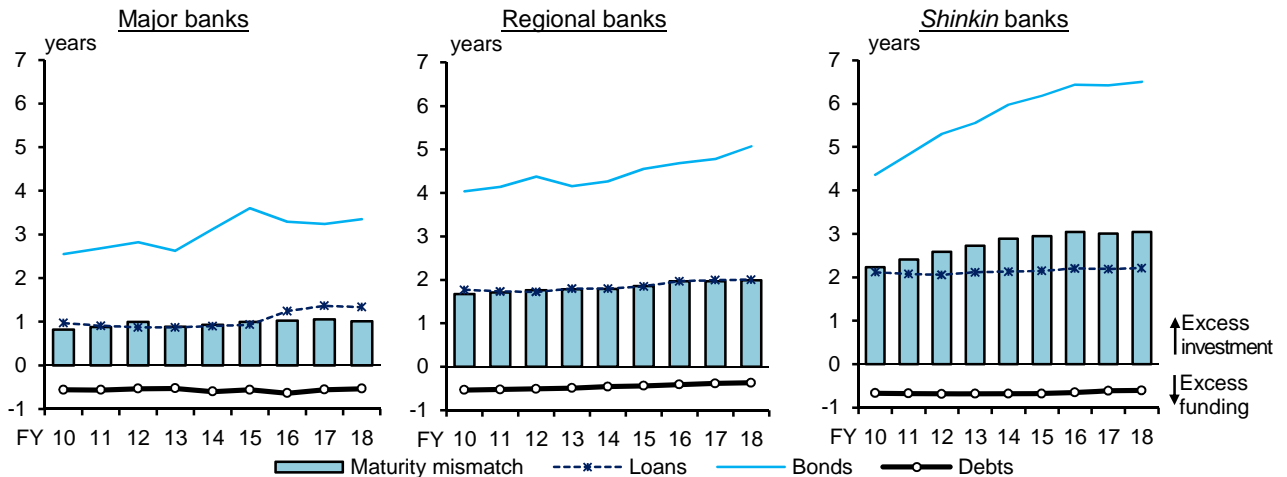 Major banks
years
7
6
5
4
3
2
1
0
-1
FY 10 11 12 13 14 15 16 17 18
Regional banks
years
7
6
5
4
3
2
1
0
-1
FY 10 11 12 13 14 15 16 17 18
Shinkin banks
years
7
6
5
4
3
2
1
0
-1
FY 10 11 12 13 14 15 16 17 18
Excess
investment
Excess
funding
Maturity mismatch Loans Bonds Debts